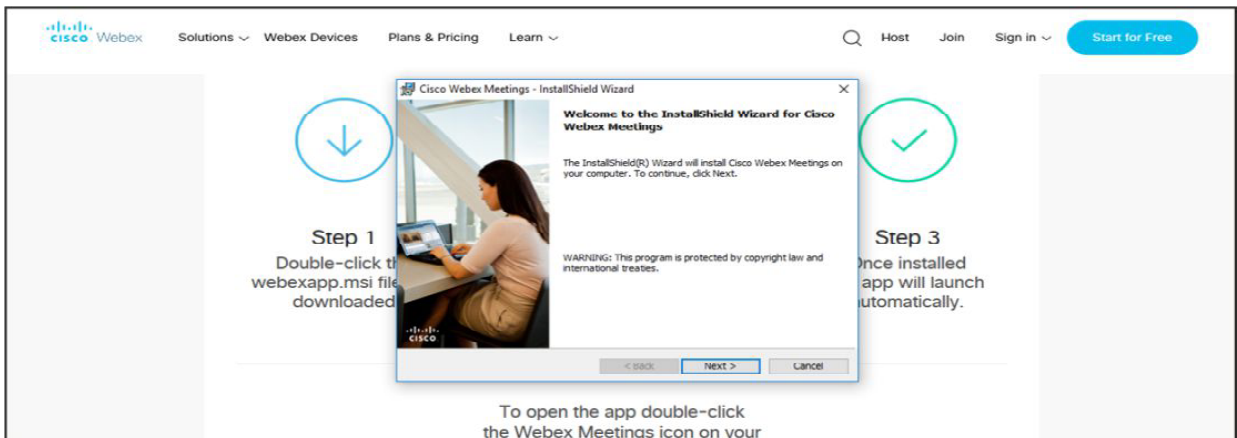 CISCO Webex Solutions Webex Devices Plans & Pricing Learn Host Join Sign in Start for Free
Cisco Webex Meetings - InstallShield Wizard
Welcome to the InstallShield Wizard for Cisco
Webex Meetings
The InstallShield(R) Wizard will install Cisco Webex Meetings on
your computer. To continue, click Next.
WARNING: This program is protected by copyright law and
international treaties.
CISCO
< Back Next > Cancel
Step 1
Double-click th
webexapp.msi file
downloaded
Step 3
Once installed
app will launch
utomatically.
To open the app double-click
the Webex Meetings icon on your